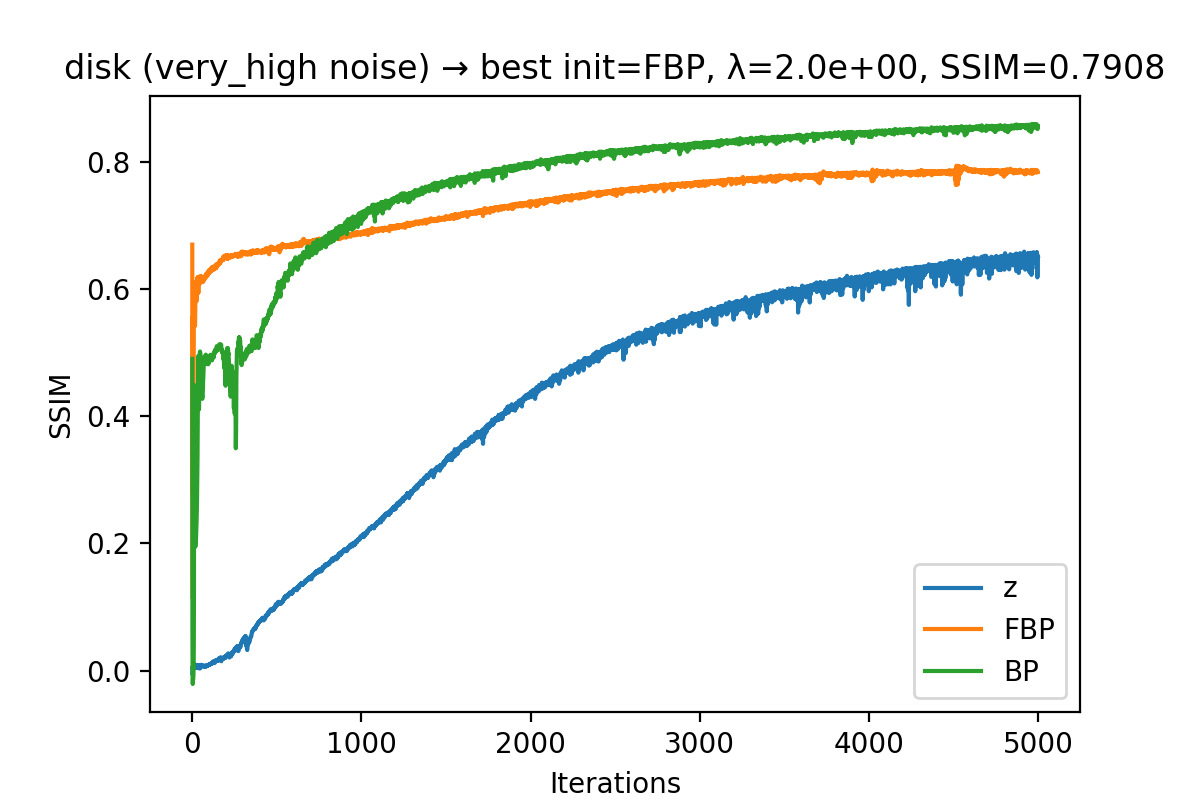 disk (very_high noise) → best init=FBP, λ=2.0e+00, SSIM=0.7908
SSIM
0.8
0.6
0.4
0.2
0.0
z
FBP
BP
0 1000 2000 3000 4000 5000
Iterations